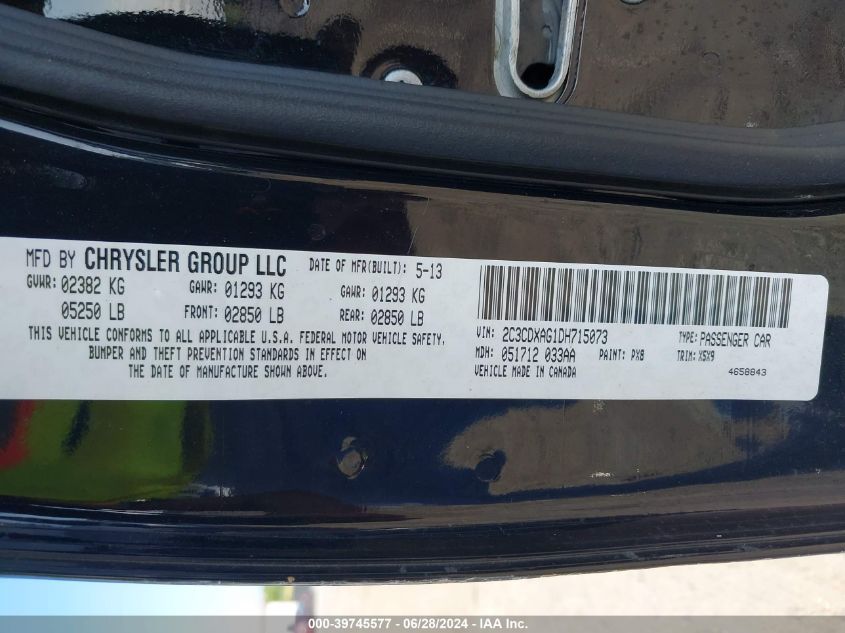 MFD BY CHRYSLER GROUP LLC DATE OF MFR(BUILT): 5-13
GVWR: 02382 KG GAWR: 01293 KG GAWR: 01293 KG
05250 LB FRONT: 02850 LB REAR: 02850 LB
THIS VEHICLE CONFORMS TO ALL APPLICABLE U.S.A. FEDERAL MOTOR VEHICLE SAFETY,
BUMPER AND THEFT PREVENTION STANDARDS IN EFFECT ON
THE DATE OF MANUFACTURE SHOWN ABOVE.
VIN: 2C3CDXAG1DH715073 TYPE: PASSENGER CAR
MDH: 051712 033AA PAINT: PX8 TRIM: X5X9
VEHICLE MADE IN CANADA 4658843
000-39745577 - 06/28/2024 - IAA Inc.